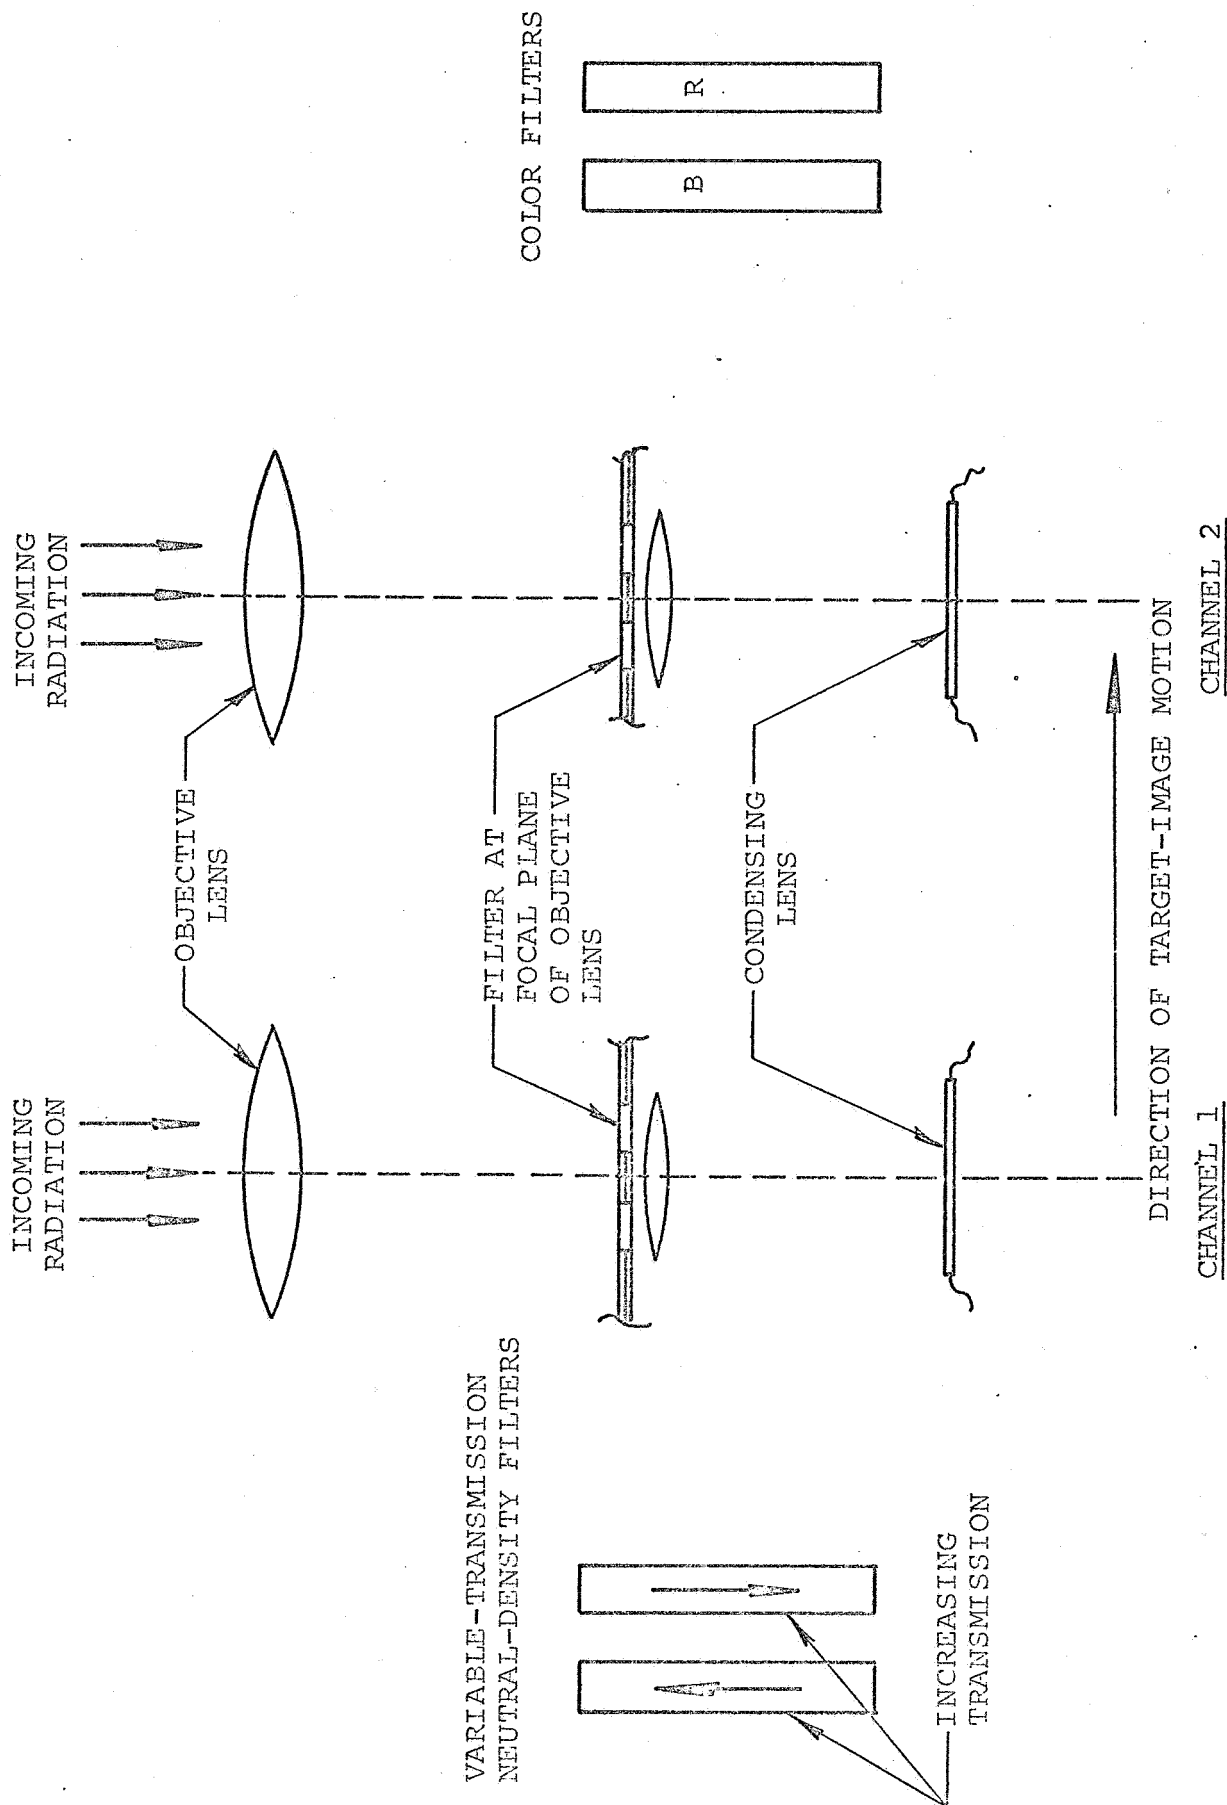 INCOMING
RADIATION
INCOMING
RADIATION
OBJECTIVE
LENS
COLOR FILTERS
B
R
VARIABLE-TRANSMISSION
NEUTRAL-DENSITY FILTERS
FILTER AT
FOCAL PLANE
OF OBJECTIVE
LENS
CONDENSING
LENS
INCREASING
TRANSMISSION
DIRECTION OF TARGET-IMAGE MOTION
CHANNEL 1
CHANNEL 2